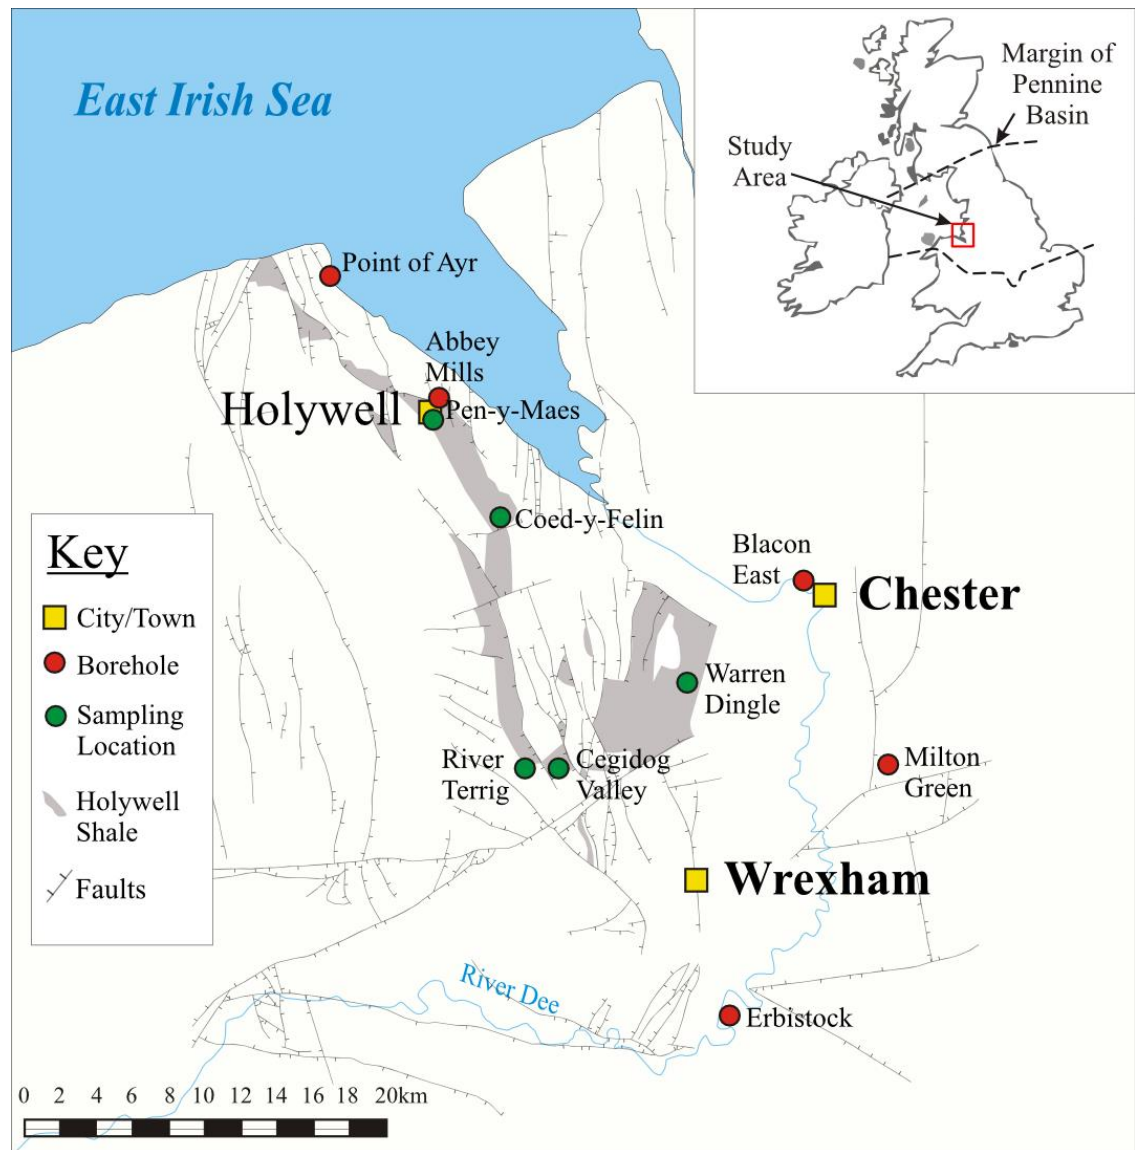 East Irish Sea
Margin of
Pennine
Basin
Study
Area
Point of Ayr
Abbey
Mills
Holywell
Pen-y-Maes
Coed-y-Felin
Blacon
East
Chester
Warren
Dingle
River
Terrig
Cegidog
Valley
Milton
Green
Wrexham
River Dee
Erbistock
Key
City/Town
Borehole
Sampling
Location
Holywell
Shale
Faults
0 2 4 6 8 10 12 14 16 18 20km